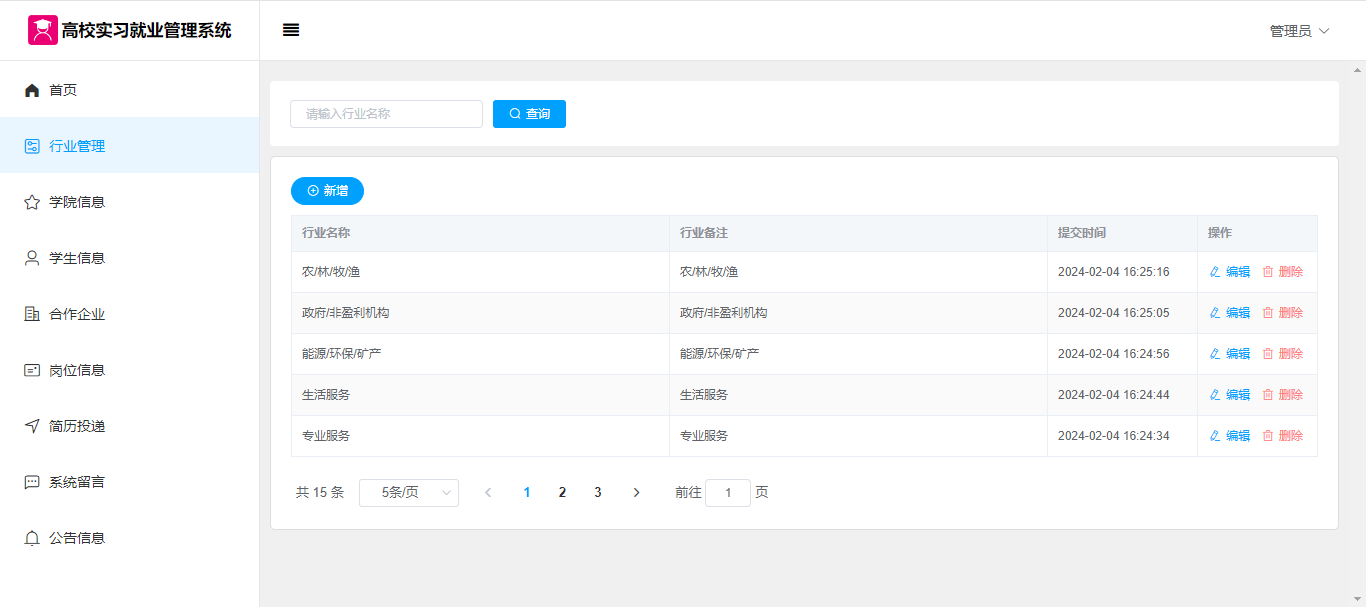 高校实习就业管理系统
管理员
首页
行业管理
学院信息
学生信息
合作企业
岗位信息
简历投递
系统留言
公告信息
请输入行业名称 查询
新增
行业名称 行业备注 提交时间 操作
农/林/牧/渔 农/林/牧/渔 2024-02-04 16:25:16 编辑 删除
政府/非盈利机构 政府/非盈利机构 2024-02-04 16:25:05 编辑 删除
能源/环保/矿产 能源/环保/矿产 2024-02-04 16:24:56 编辑 删除
生活服务 生活服务 2024-02-04 16:24:44 编辑 删除
专业服务 专业服务 2024-02-04 16:24:34 编辑 删除
共 15 条 5条/页 1 2 3 前往 1 页